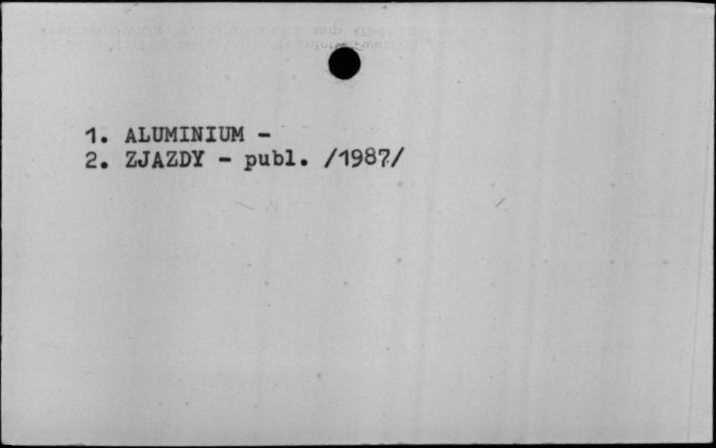 1. ALUMINIUM -
2. ZJAZDY - publ. /1987/